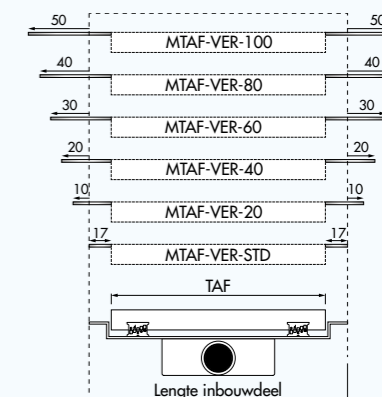 50 50
MTAF-VER-100
40 40
MTAF-VER-80
30 30
MTAF-VER-60
20 20
MTAF-VER-40
10 10
MTAF-VER-20
17 17
MTAF-VER-STD
TAF
Lengte inbouwdeel